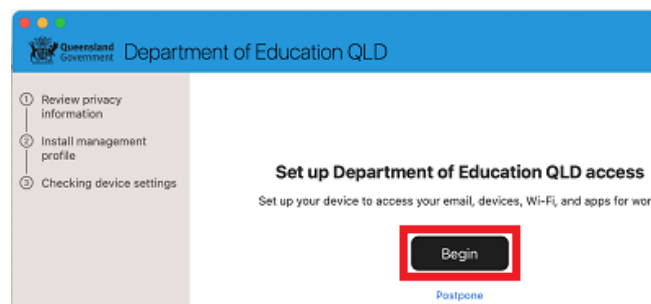 Queensland
Government
Department of Education QLD
1 Review privacy
information
2 Install management
profile
3 Checking device settings
Set up Department of Education QLD access
Set up your device to access your email, devices, Wi-Fi, and apps for wor
Begin
Postpone